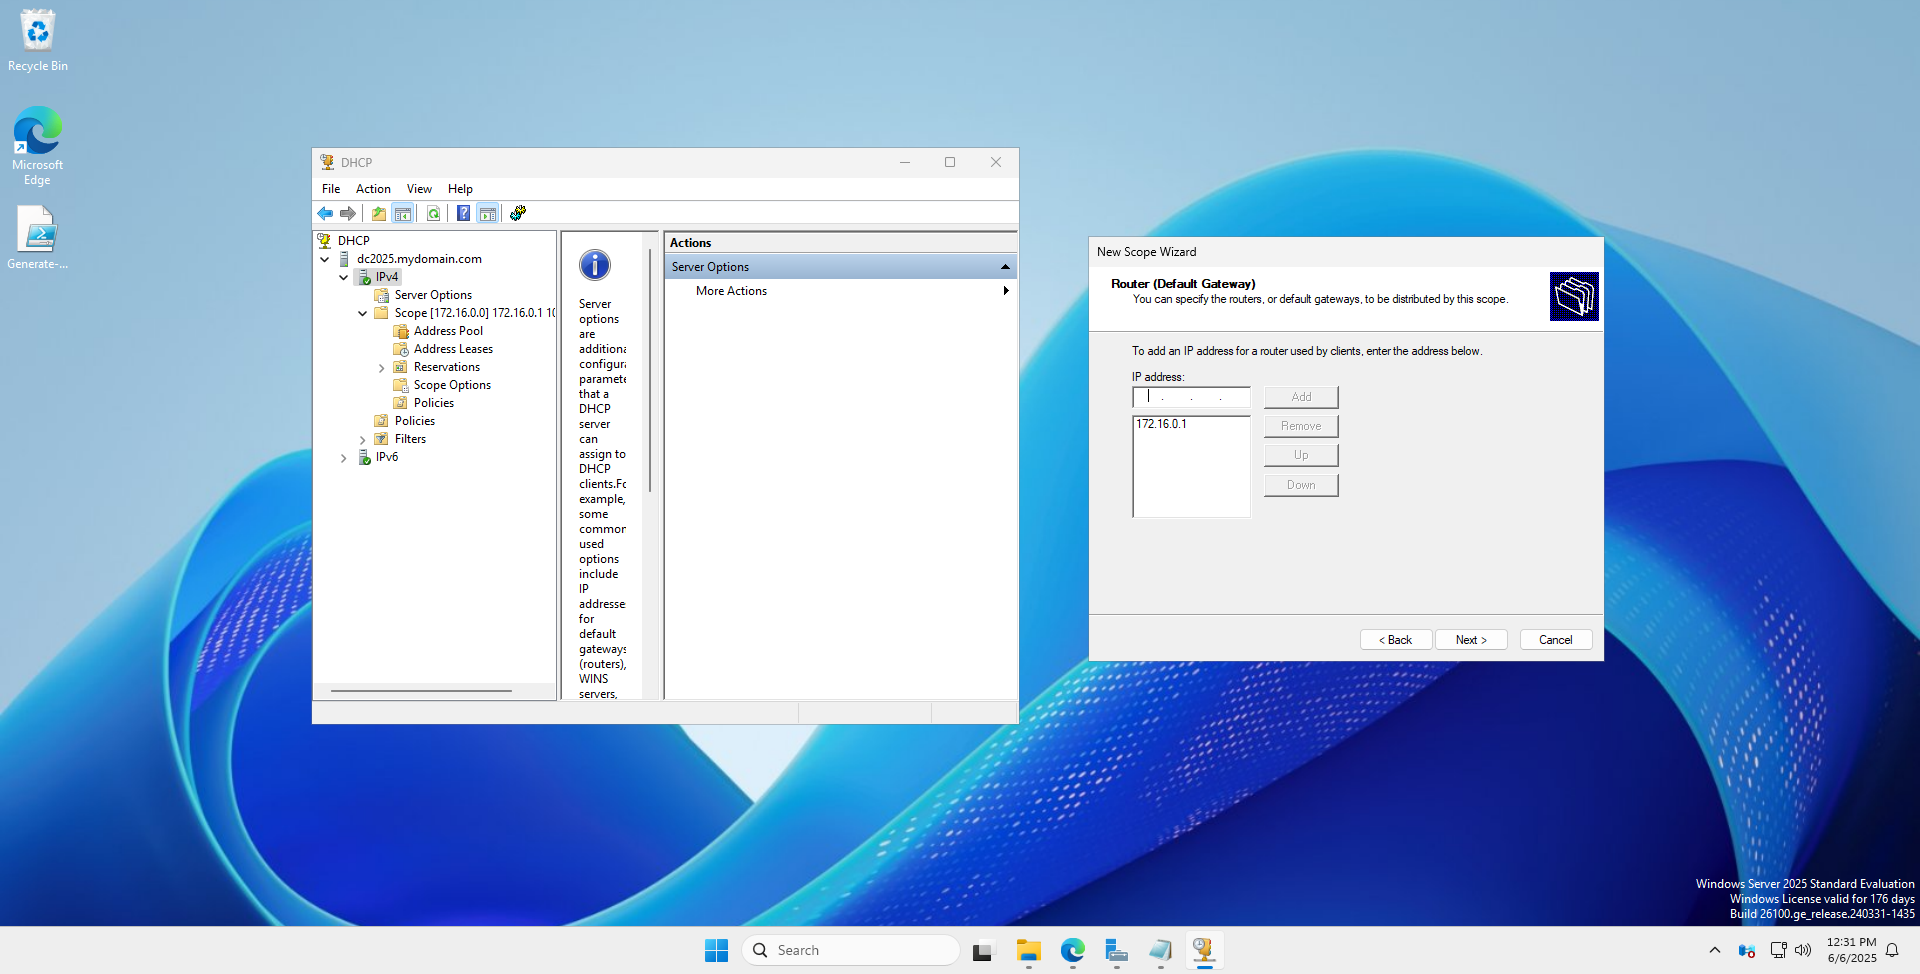 Recycle Bin
Microsoft
Edge
Generate-...
DHCP
File Action View Help
DHCP
dc2025.mydomain.com
IPv4
Server Options
Scope [172.16.0.0] 172.16.0.1 10
Address Pool
Address Leases
Reservations
Scope Options
Policies
Policies
Filters
IPv6
Server
options
are
additiona
configura
paramete
that a
DHCP
server
can
assign to
DHCP
clients.Fo
example,
some
common
used
options
include
IP
addresse
for
default
gateways
(routers),
WINS
servers,
Actions
Server Options
More Actions
New Scope Wizard
Router (Default Gateway)
You can specify the routers, or default gateways, to be distributed by this scope.
To add an IP address for a router used by clients, enter the address below.
IP address:
. . .
Add
172.16.0.1
Remove
Up
Down
< Back Next > Cancel
Windows Server 2025 Standard Evaluation
Windows License valid for 176 days
Build 26100.ge_release.240331-1435
Search
12:31 PM
6/6/2025